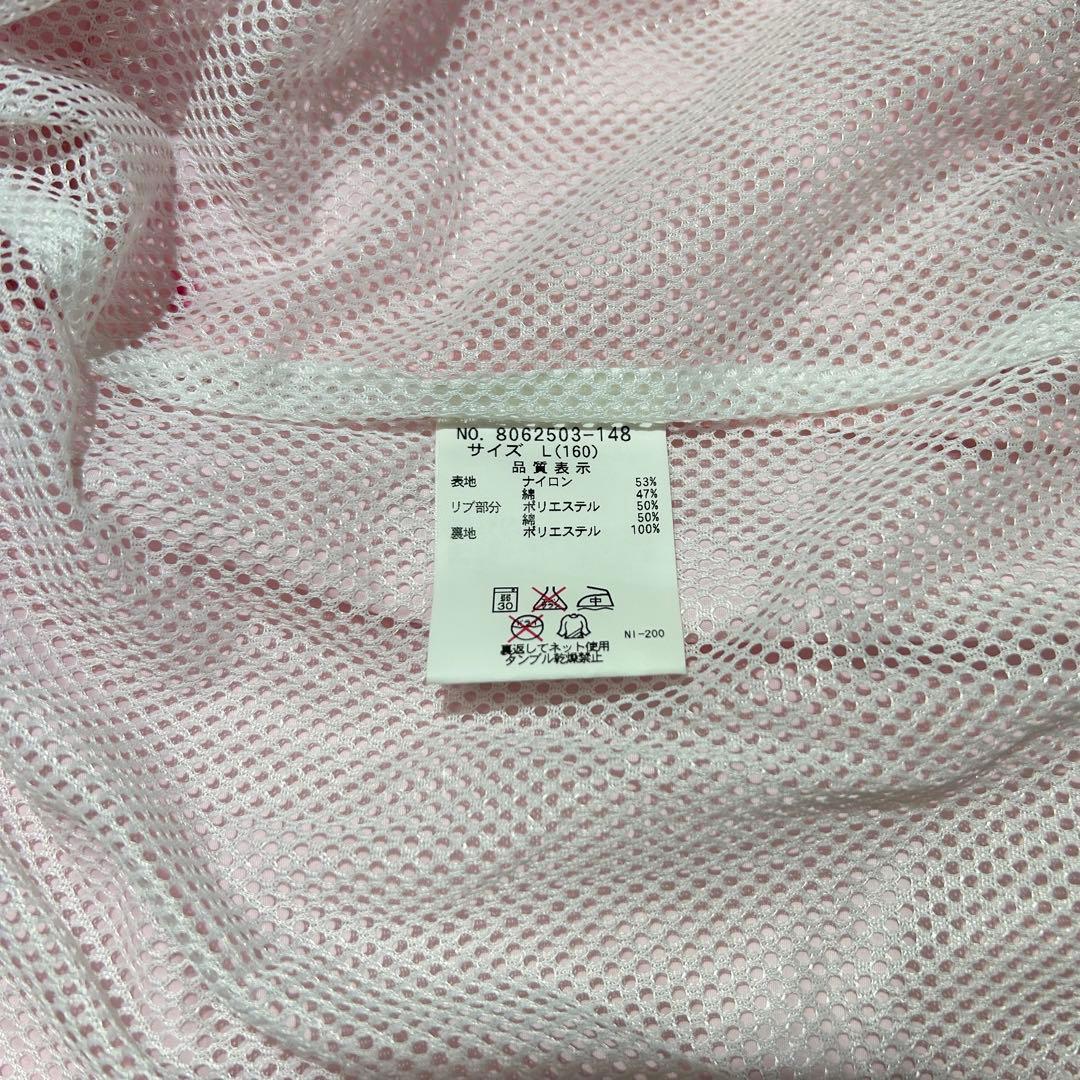 NO. 8062503-148
サイズ L(160)
品質表示
表地 ナイロン 53%
綿 47%
リブ部分 ポリエステル 50%
綿 50%
裏地 ポリエステル 100%
弱
30
中
NI-200
裏返してネット使用
タンブル乾燥禁止